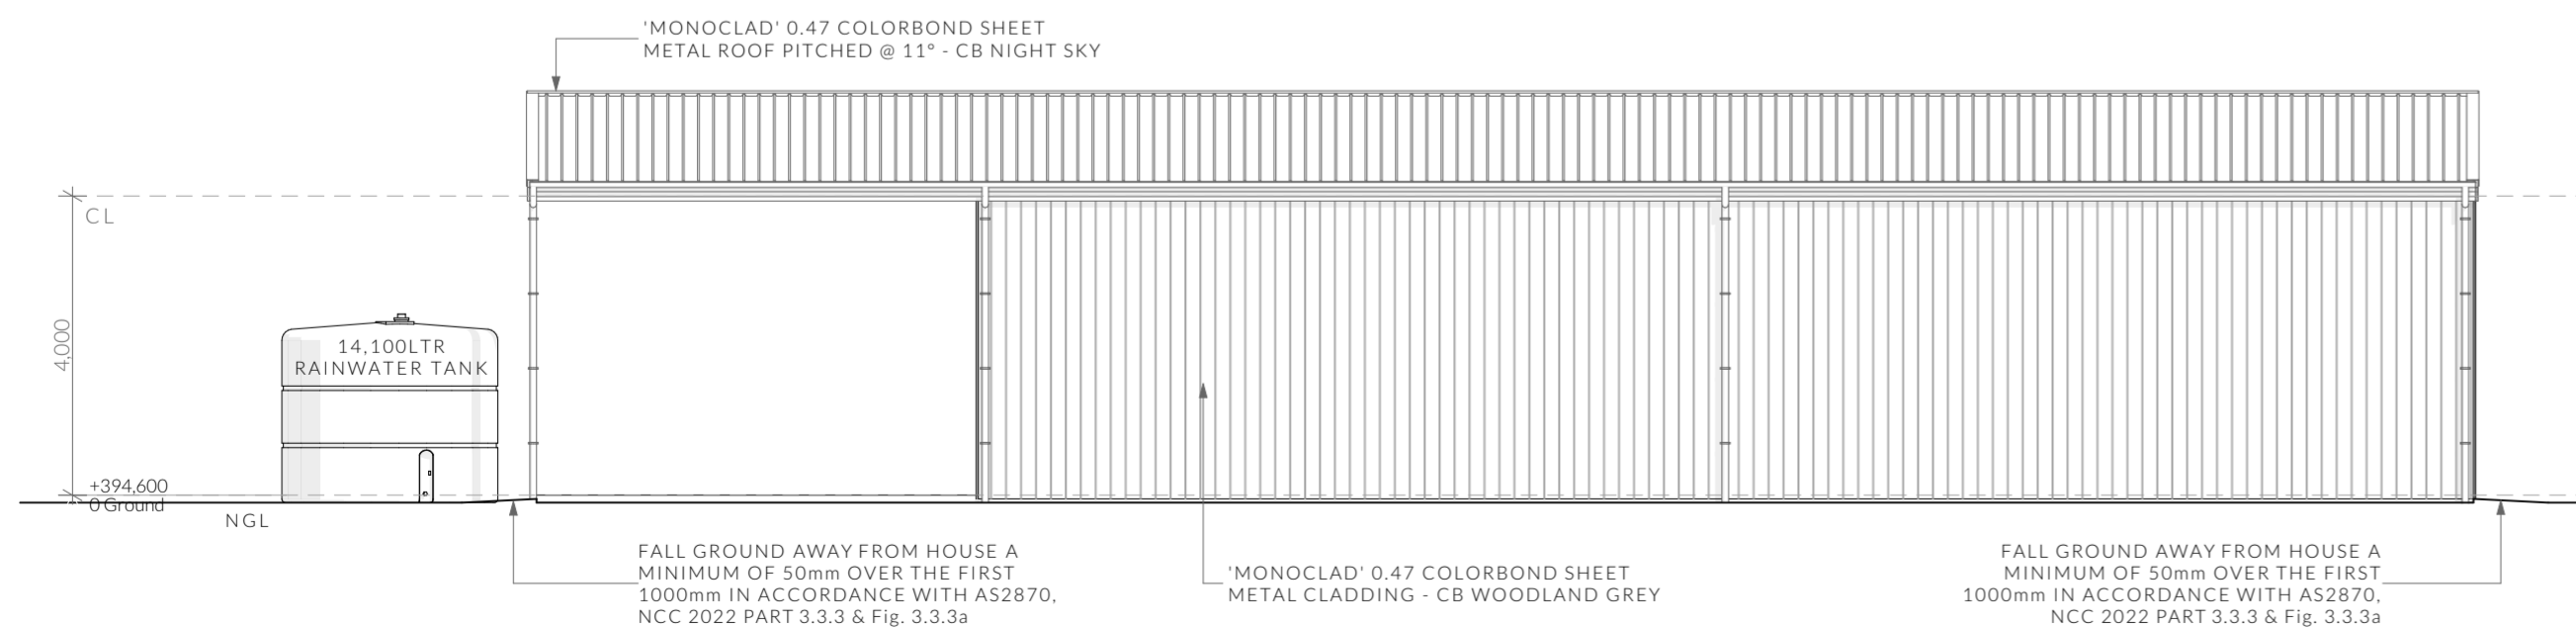 'MONOCLAD' 0.47 COLORBOND SHEET
METAL ROOF PITCHED @ 11° - CB NIGHT SKY
CL
4,000
14,100LTR
RAINWATER TANK
+394,600
0 Ground
NGL
FALL GROUND AWAY FROM HOUSE A
MINIMUM OF 50mm OVER THE FIRST
1000mm IN ACCORDANCE WITH AS2870,
NCC 2022 PART 3.3.3 & Fig. 3.3.3a
'MONOCLAD' 0.47 COLORBOND SHEET
METAL CLADDING - CB WOODLAND GREY
FALL GROUND AWAY FROM HOUSE A
MINIMUM OF 50mm OVER THE FIRST
1000mm IN ACCORDANCE WITH AS2870,
NCC 2022 PART 3.3.3 & Fig. 3.3.3a